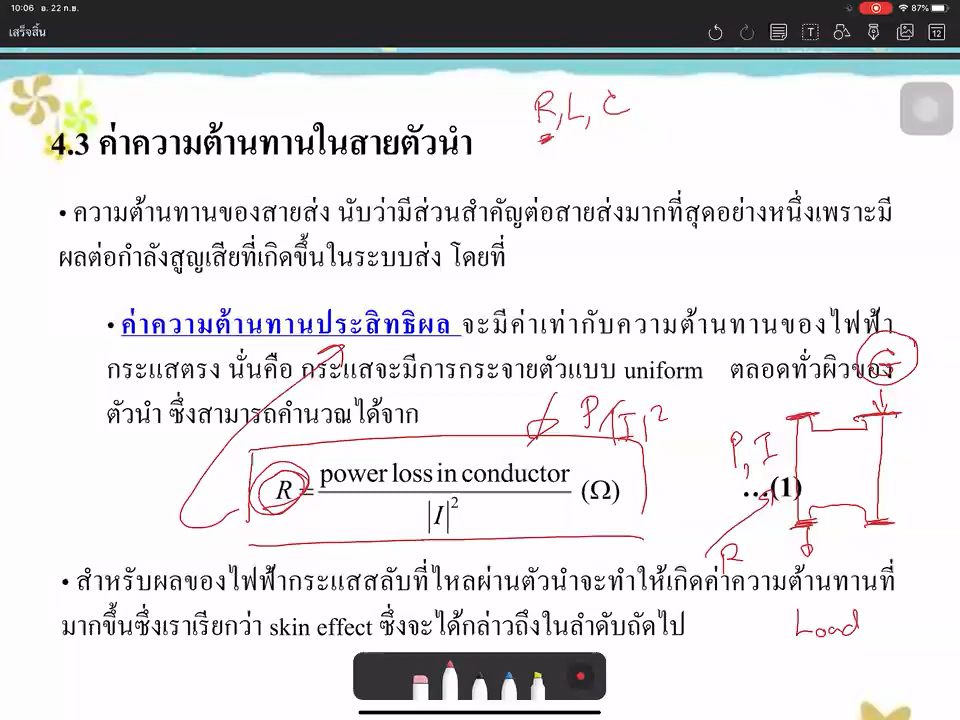 10:06 อ. 22 ก.ย.
87%
เสร็จสิ้น
T
12
R, L, C
4.3 ค่าความต้านทานในสายตัวนำ
• ความต้านทานของสายส่ง นับว่ามีส่วนสำคัญต่อสายส่งมากที่สุดอย่างหนึ่งเพราะมี
ผลต่อกำลังสูญเสียที่เกิดขึ้นในระบบส่ง โดยที่
• ค่าความต้านทานประสิทธิผล จะมีค่าเท่ากับความต้านทานของไฟฟ้า
กระแสตรง นั่นคือ กระแสจะมีการกระจายตัวแบบ uniform ตลอดทั่วผิวของ
G
ตัวนำ ซึ่งสามารถคำนวณได้จาก
P/|I|²
P, I
R = power loss in conductor / |I|² (Ω) ...(1)
R
• สำหรับผลของไฟฟ้ากระแสสลับที่ไหลผ่านตัวนำจะทำให้เกิดค่าความต้านทานที่
มากขึ้นซึ่งเราเรียกว่า skin effect ซึ่งจะได้กล่าวถึงในลำดับถัดไป
Load